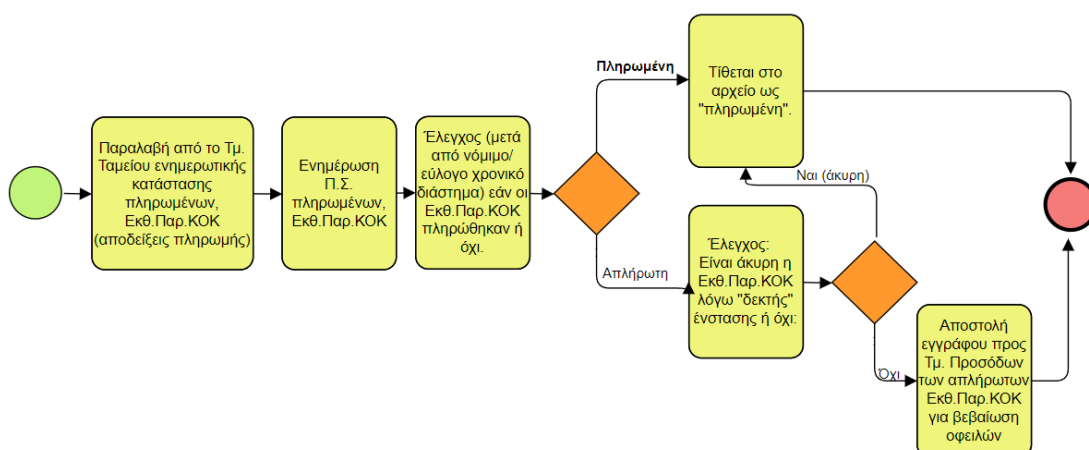 Παραλαβή από το Τμ.
Ταμείου ενημερωτικής
κατάστασης
πληρωμένων,
Εκθ.Παρ.ΚΟΚ
(αποδείξεις πληρωμής)
Ενημέρωση
Π.Σ.
πληρωμένων,
Εκθ.Παρ.ΚΟΚ
Έλεγχος (μετά
από νόμιμο/
εύλογο χρονικό
διάστημα) εάν οι
Εκθ.Παρ.ΚΟΚ
πληρώθηκαν ή
όχι.
Πληρωμένη
Τίθεται στο
αρχείο ως
"πληρωμένη".
Ναι (άκυρη)
Απλήρωτη
Έλεγχος:
Είναι άκυρη η
Εκθ.Παρ.ΚΟΚ
λόγω "δεκτής"
ένστασης ή όχι:
Όχι
Αποστολή
εγγράφου προς
Τμ. Προσόδων
των απλήρωτων
Εκθ.Παρ.ΚΟΚ
για βεβαίωση
οφειλών